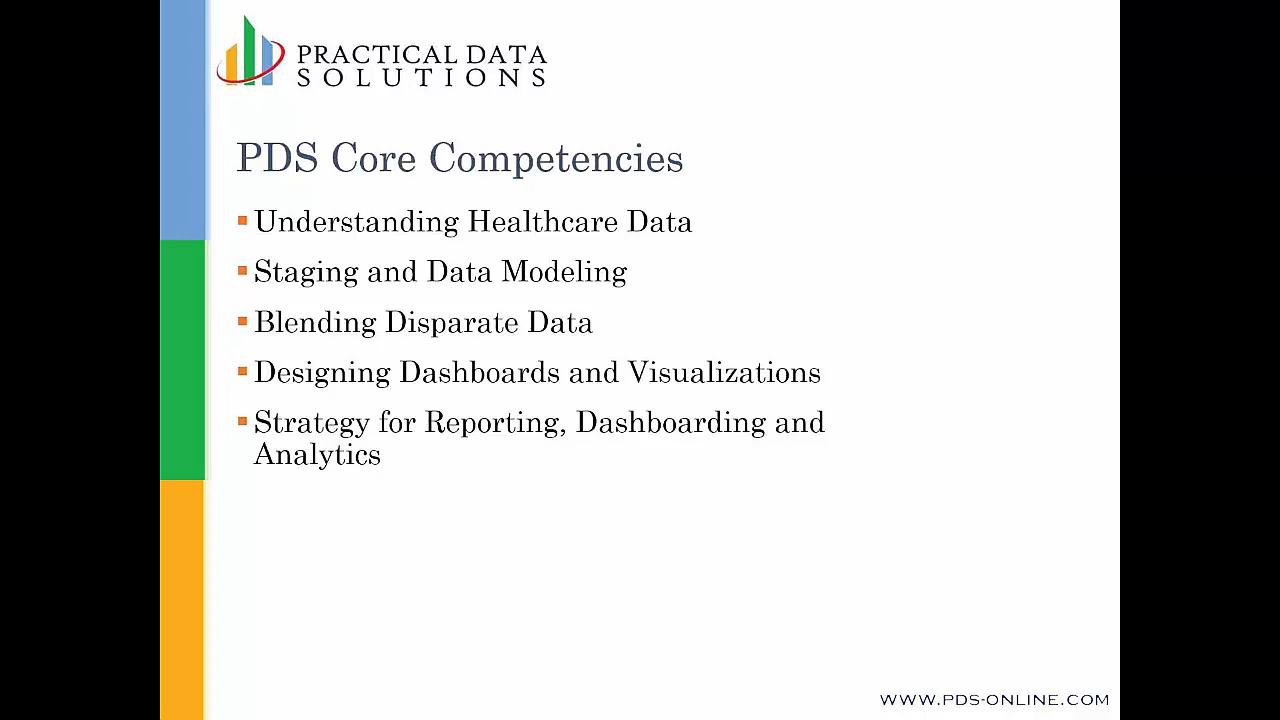 PRACTICAL DATA
SOLUTIONS
PDS Core Competencies
Understanding Healthcare Data
Staging and Data Modeling
Blending Disparate Data
Designing Dashboards and Visualizations
Strategy for Reporting, Dashboarding and
Analytics
WWW.PDS-ONLINE.COM